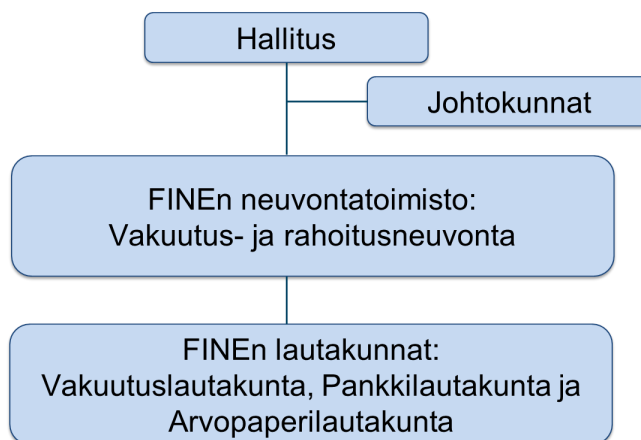 Hallitus
Johtokunnat
FINEn neuvontatoimisto:
Vakuutus- ja rahoitusneuvonta
FINEn lautakunnat:
Vakuutuslautakunta, Pankkilautakunta ja
Arvopaperilautakunta